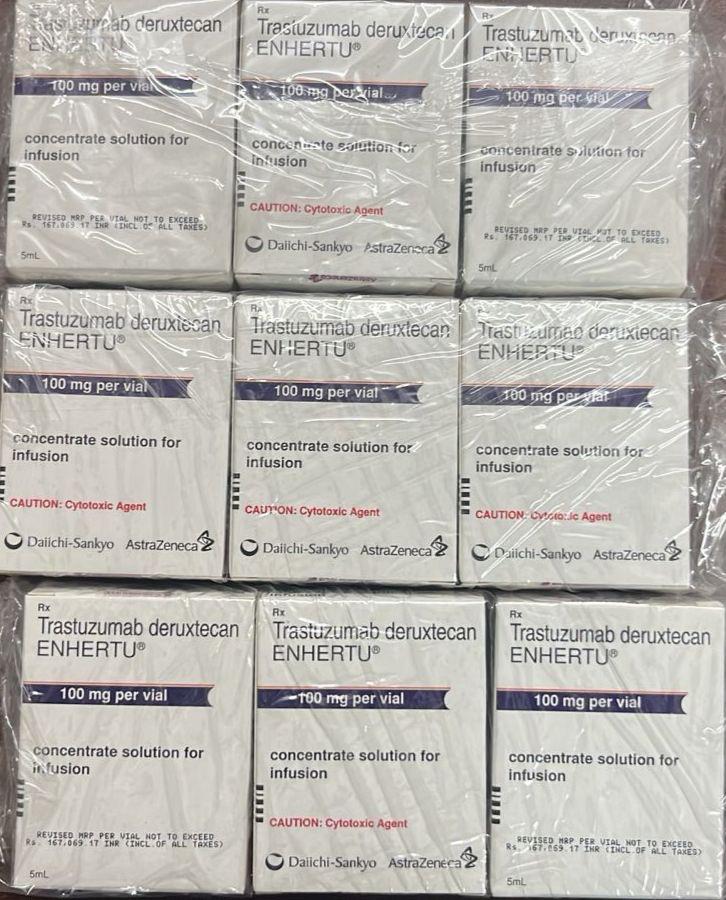 Rx
Trastuzumab deruxtecan
ENHERTU
100 mg per vial
concentrate solution for
infusion
REVISED MRP PER VIAL NOT TO EXCEED
Rs. 167,069.17 INR (INCL.OF ALL TAXES)
5mL
Rx
Trastuzumab deruxtecan
ENHERTU®
100 mg per vial
concentrate solution for
infusion
CAUTION: Cytotoxic Agent
Daiichi-Sankyo AstraZeneca
Rx
Trastuzumab deruxtecan
ENHERTU®
100 mg per vial
concentrate solution for
infusion
REVISED MRP PER VIAL NOT TO EXCEED
Rs. 167,069.17 INR (INCL.OF ALL TAXES)
5mL
Rx
Trastuzumab deruxtecan
ENHERTU®
100 mg per vial
concentrate solution for
infusion
CAUTION: Cytotoxic Agent
Daiichi-Sankyo AstraZeneca
Rx
Trastuzumab deruxtecan
ENHERTU®
100 mg per vial
concentrate solution for
infusion
CAUTION: Cytotoxic Agent
Daiichi-Sankyo AstraZeneca
Trastuzumab deruxtecan
ENHERTU®
100 mg per vial
concentrate solution for
infusion
CAUTION: Cytotoxic Agent
Daiichi-Sankyo AstraZeneca
Rx
Trastuzumab deruxtecan
ENHERTU®
100 mg per vial
concentrate solution for
infusion
REVISED MRP PER VIAL NOT TO EXCEED
Rs. 167,069.17 INR (INCL.OF ALL TAXES)
5mL
Rx
Trastuzumab deruxtecan
ENHERTU®
100 mg per vial
concentrate solution for
infusion
CAUTION: Cytotoxic Agent
Daiichi-Sankyo AstraZeneca
Rx
Trastuzumab deruxtecan
ENHERTU®
100 mg per vial
concentrate solution for
infusion
REVISED MRP PER VIAL NOT TO EXCEED
Rs. 167,069.17 INR (INCL.OF ALL TAXES)
5mL